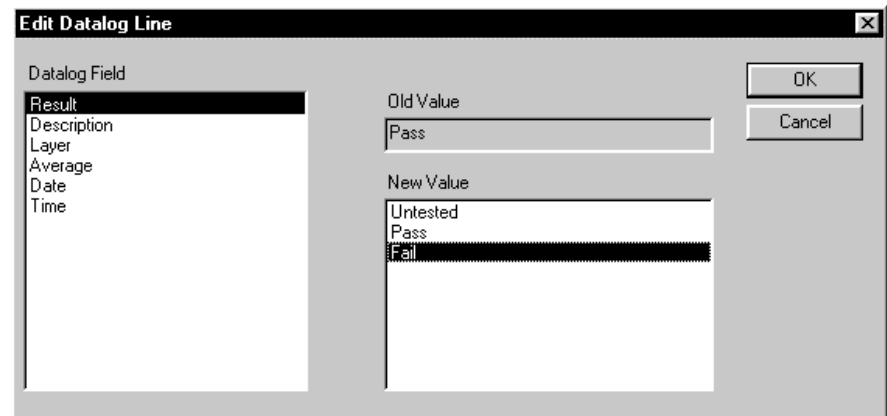 Edit Datalog Line
Datalog Field
Result
Description
Layer
Average
Date
Time
Old Value
Pass
New Value
Untested
Pass
Fail
OK
Cancel